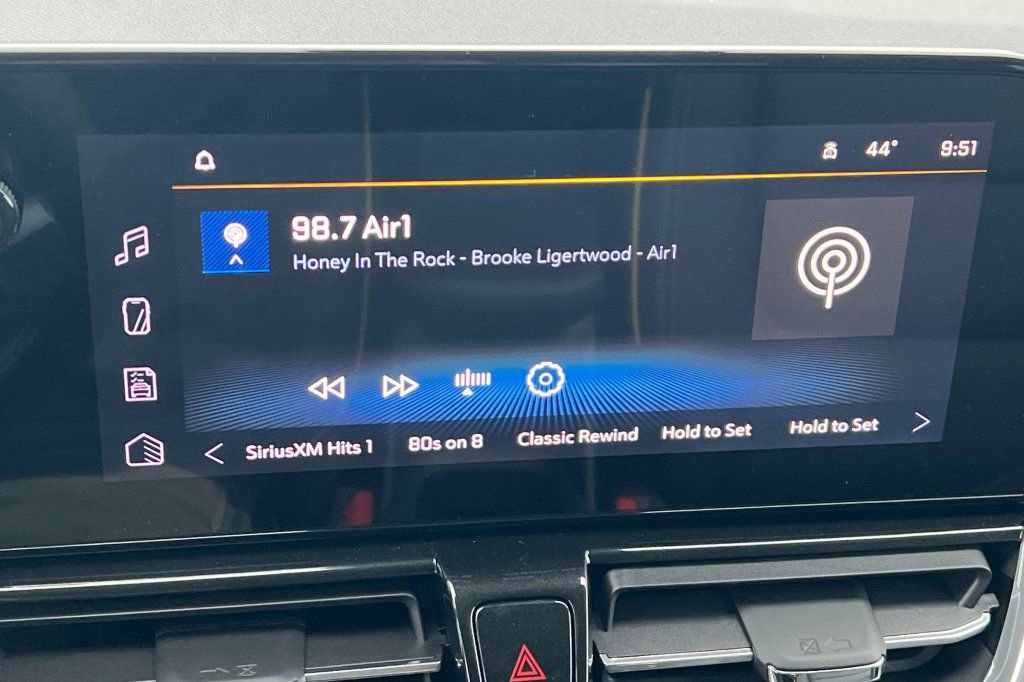 44° 9:51
98.7 Air1
Honey In The Rock - Brooke Ligertwood - Air1
SiriusXM Hits 1 80s on 8 Classic Rewind Hold to Set Hold to Set